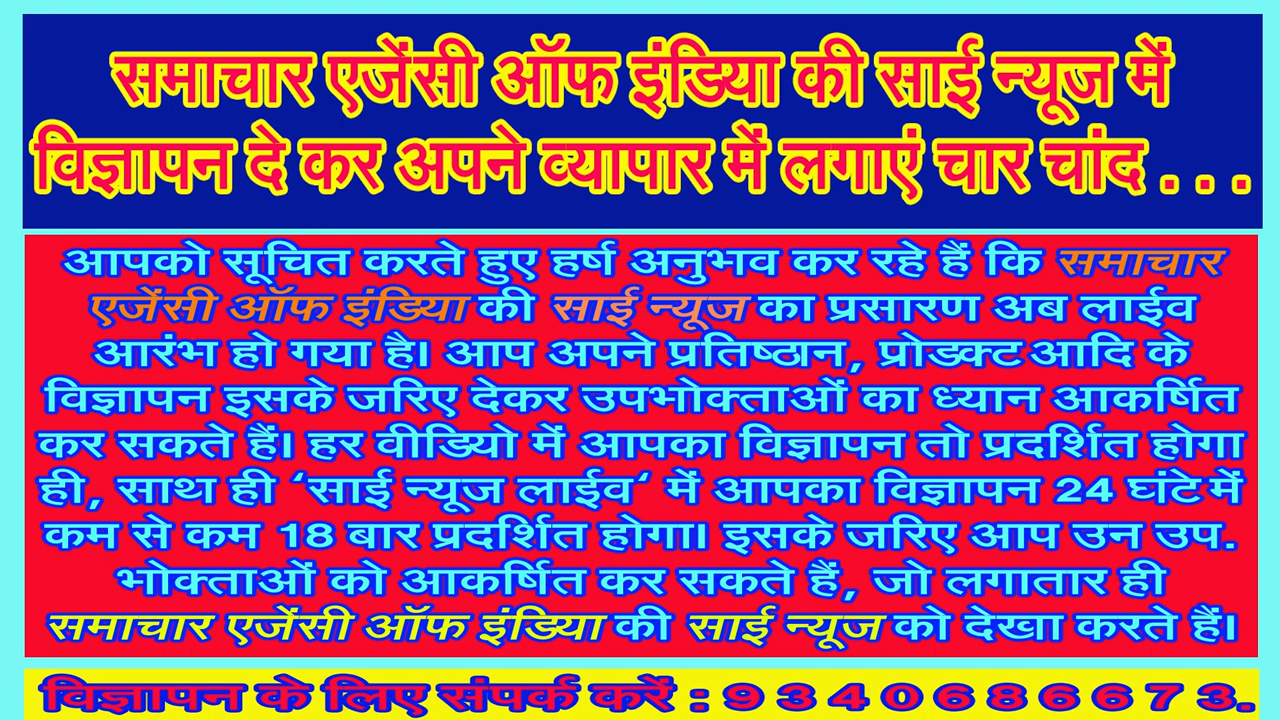 समाचार एजेंसी ऑफ इंडिया की साई न्यूज में
विज्ञापन दे कर अपने व्यापार में लगाएं चार चांद . . .
आपको सूचित करते हुए हर्ष अनुभव कर रहे हैं कि समाचार
एजेंसी ऑफ इंडिया की साई न्यूज का प्रसारण अब लाईव
आरंभ हो गया है। आप अपने प्रतिष्ठान, प्रोडक्ट आदि के
विज्ञापन इसके जरिए देकर उपभोक्ताओं का ध्यान आकर्षित
कर सकते हैं। हर वीडियो में आपका विज्ञापन तो प्रदर्शित होगा
ही, साथ ही ‘साई न्यूज लाईव‘ में आपका विज्ञापन 24 घंटे में
कम से कम 18 बार प्रदर्शित होगा। इसके जरिए आप उन उप.
भोक्ताओं को आकर्षित कर सकते हैं, जो लगातार ही
समाचार एजेंसी ऑफ इंडिया की साई न्यूज को देखा करते हैं।
विज्ञापन के लिए संपर्क करें : 9 3 4 0 6 8 6 6 7 3.